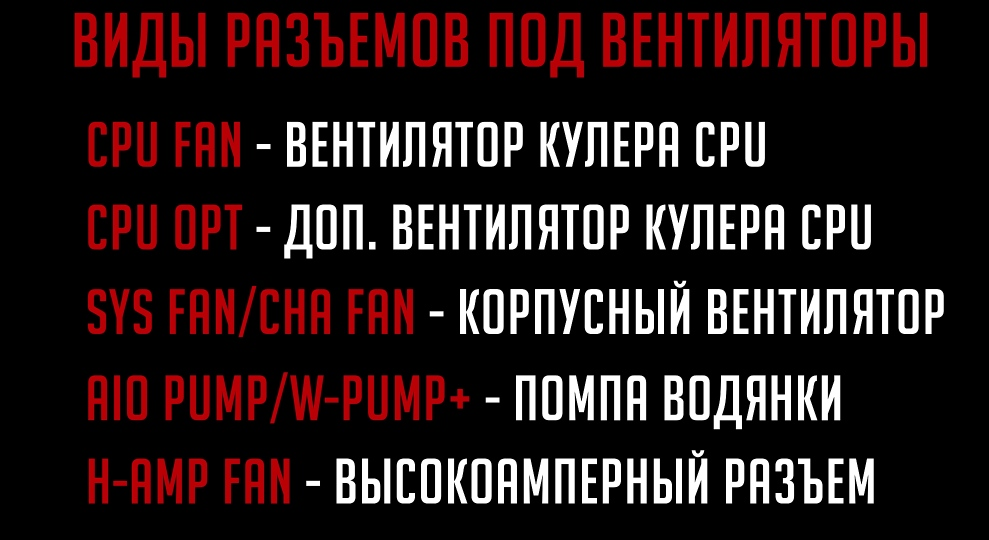 ВИДЫ РАЗЪЕМОВ ПОД ВЕНТИЛЯТОРЫ
CPU FAN - ВЕНТИЛЯТОР КУЛЕРА CPU
CPU OPT - ДОП. ВЕНТИЛЯТОР КУЛЕРА CPU
SYS FAN/CHA FAN - КОРПУСНЫЙ ВЕНТИЛЯТОР
AIO PUMP/W-PUMP+ - ПОМПА ВОДЯНКИ
H-AMP FAN - ВЫСОКОАМПЕРНЫЙ РАЗЪЕМ